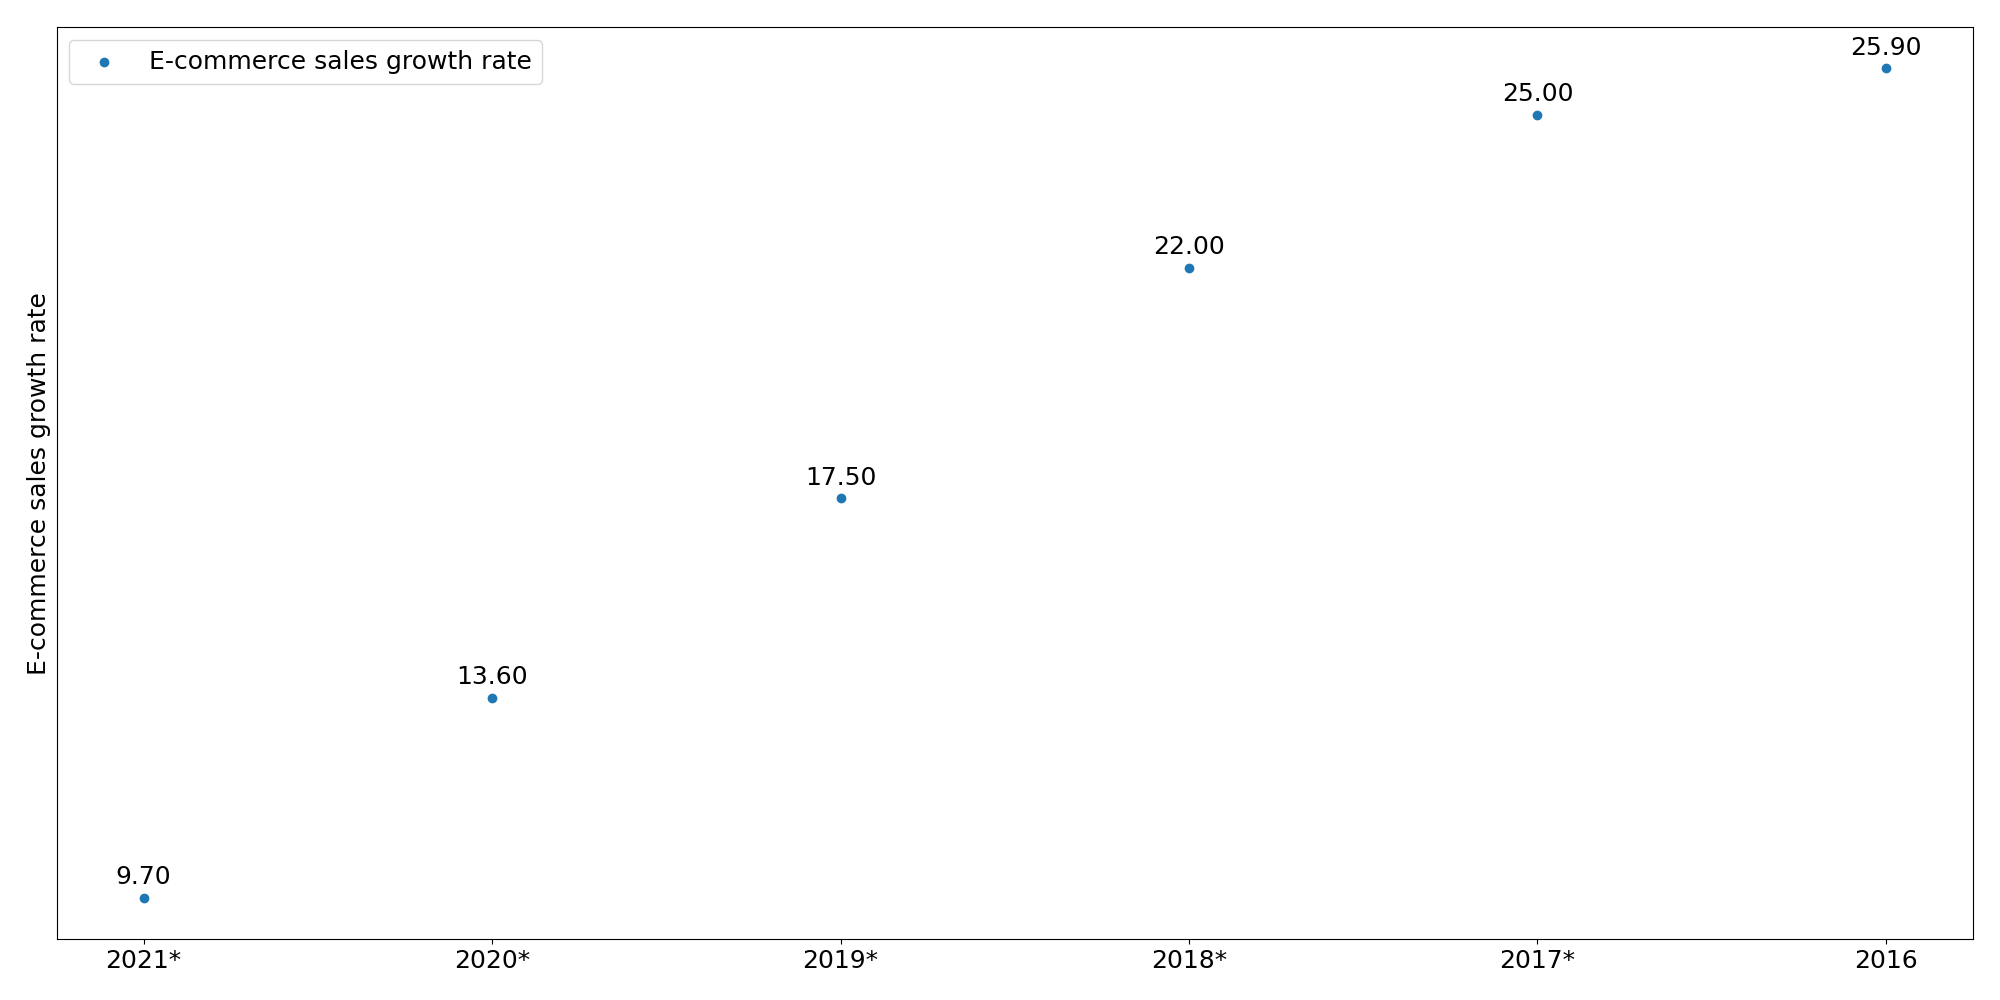 E-commerce sales growth rate
25.90
25.00
22.00
17.50
13.60
9.70
E-commerce sales growth rate
2021* 2020* 2019* 2018* 2017* 2016